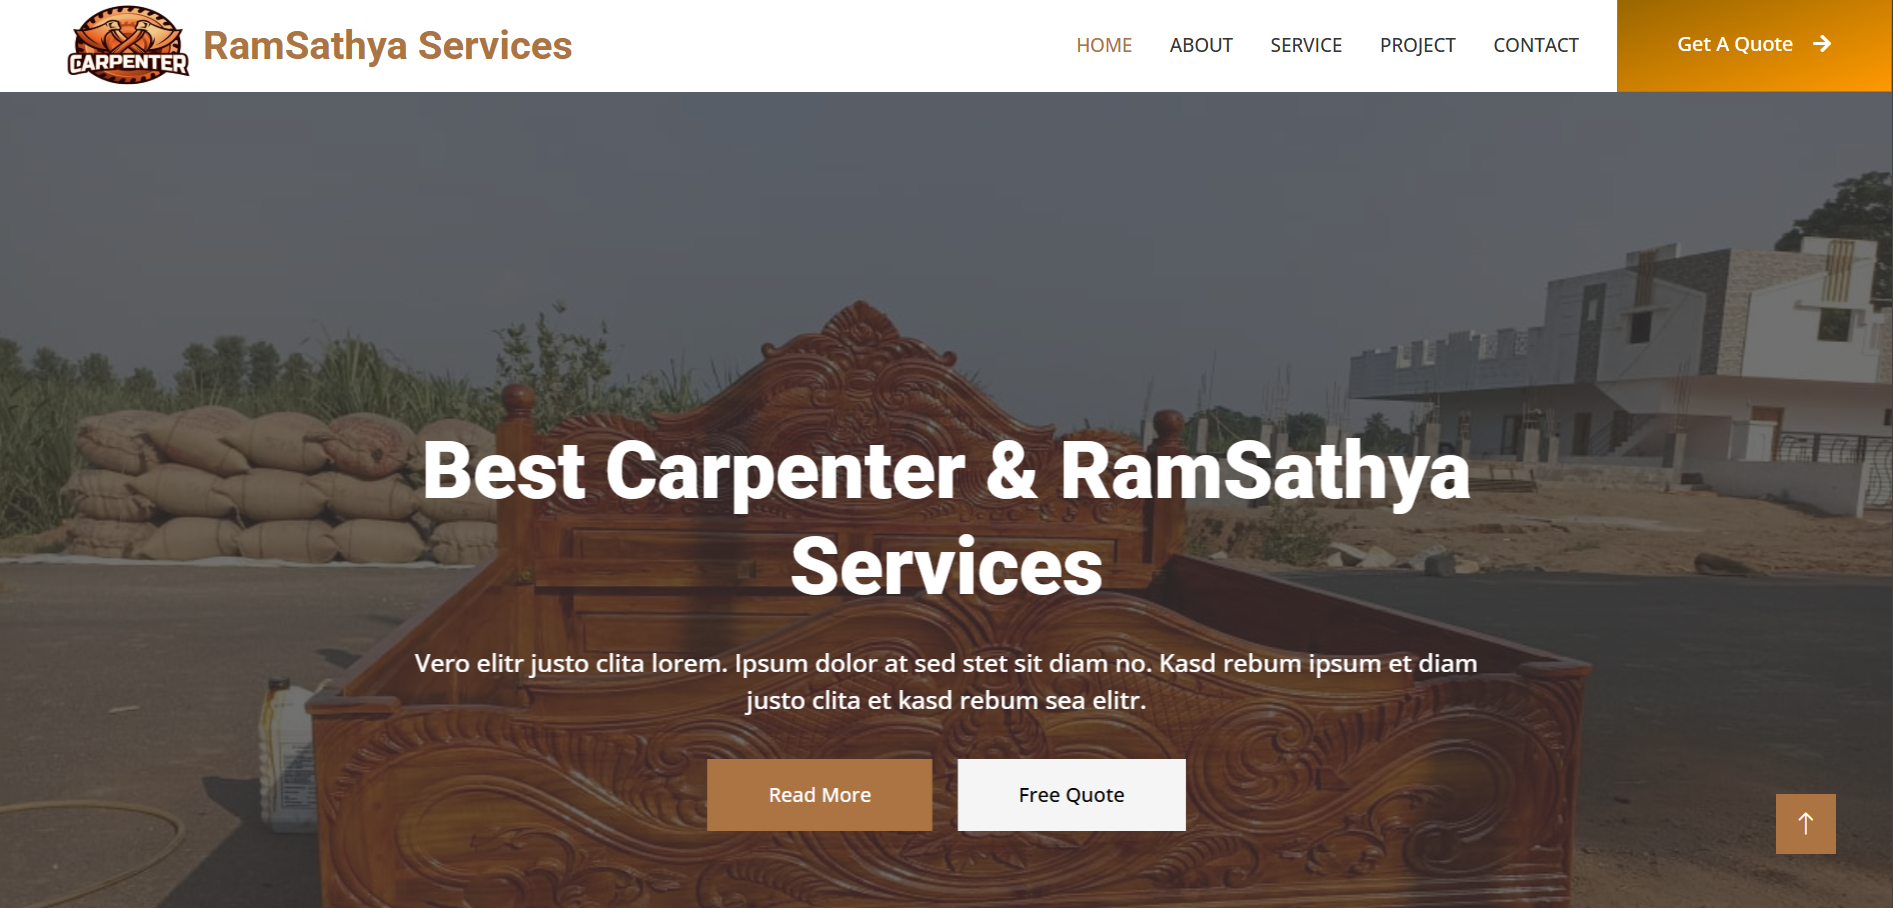 CARPENTER
RamSathya Services
HOME
ABOUT
SERVICE
PROJECT
CONTACT
Get A Quote
Best Carpenter & RamSathya
Services
Vero elitr justo clita lorem. Ipsum dolor at sed stet sit diam no. Kasd rebum ipsum et diam
justo clita et kasd rebum sea elitr.
Read More
Free Quote